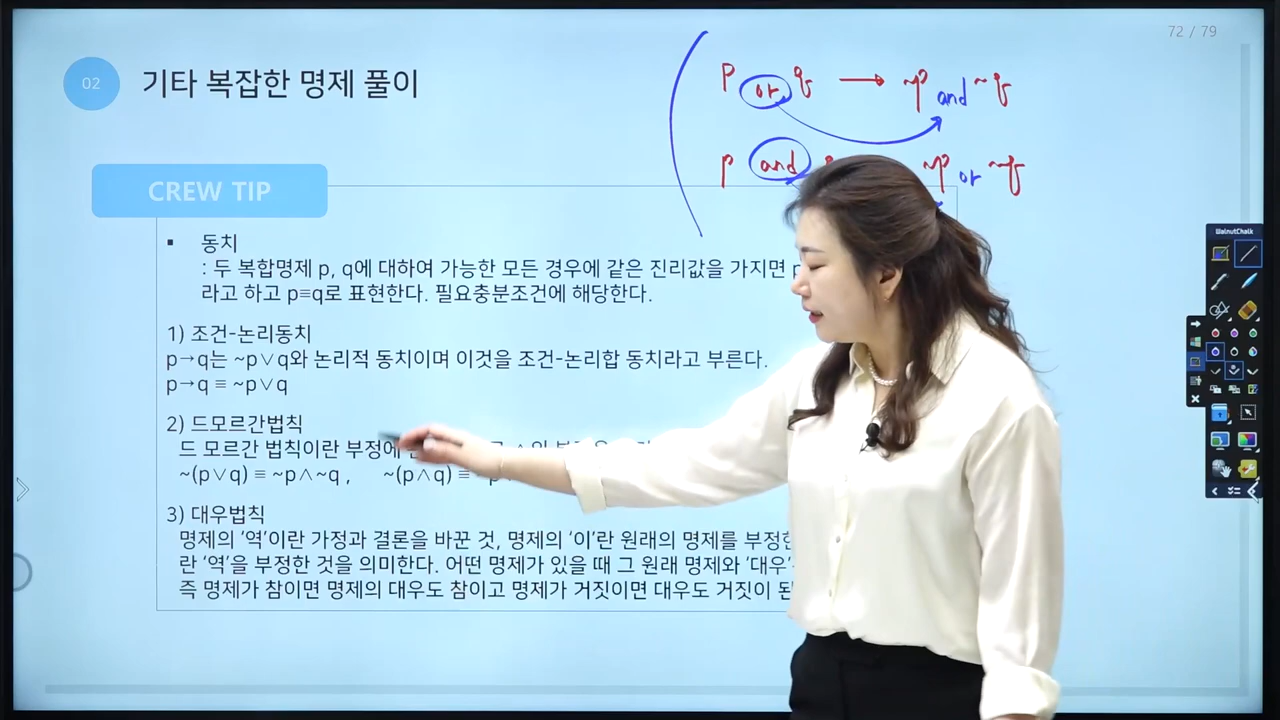 72 / 79
02 기타 복잡한 명제 풀이
p or q → ~p and ~q
p and ~p or ~q
CREW TIP
▪ 동치
: 두 복합명제 p, q에 대하여 가능한 모든 경우에 같은 진리값을 가지면 p
라고 하고 p≡q로 표현한다. 필요충분조건에 해당한다.
1) 조건-논리동치
p→q는 ~p∨q와 논리적 동치이며 이것을 조건-논리합 동치라고 부른다.
p→q ≡ ~p∨q
2) 드모르간법칙
드 모르간 법칙이란 부정에
~(p∨q) ≡ ~p∧~q , ~(p∧q) ≡ ~p
3) 대우법칙
명제의 '역'이란 가정과 결론을 바꾼 것, 명제의 '이'란 원래의 명제를 부정한
란 '역'을 부정한 것을 의미한다. 어떤 명제가 있을 때 그 원래 명제와 '대우'
즉 명제가 참이면 명제의 대우도 참이고 명제가 거짓이면 대우도 거짓이 된
WalnutChalk